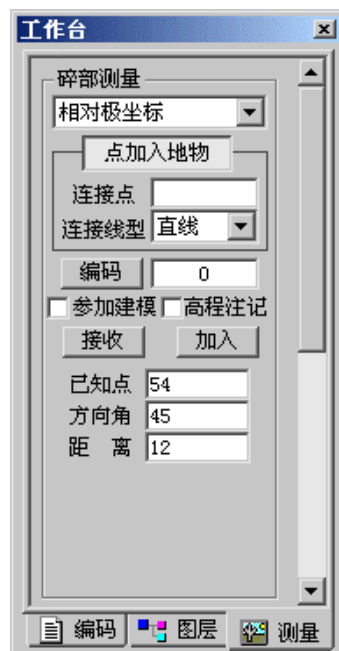 工作台
碎部测量
相对极坐标
点加入地物
连接点
连接线型 直线
编码 0
参加建模 高程注记
接收 加入
已知点 54
方向角 45
距 离 12
编码 图层 测量